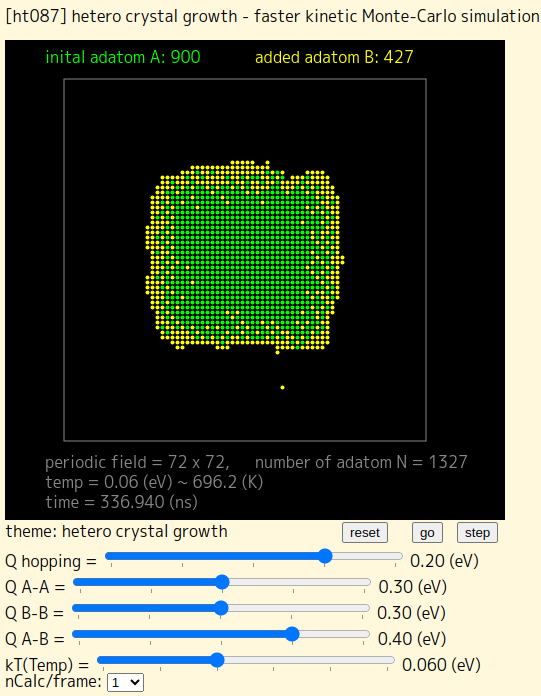 [ht087] hetero crystal growth - faster kinetic Monte-Carlo simulation
inital adatom A: 900 added adatom B: 427
periodic field = 72 x 72, number of adatom N = 1327
temp = 0.06 (eV) ~ 696.2 (K)
time = 336.940 (ns)
theme: hetero crystal growth reset go step
Q hopping = 0.20 (eV)
Q A-A = 0.30 (eV)
Q B-B = 0.30 (eV)
Q A-B = 0.40 (eV)
kT(Temp) = 0.060 (eV)
nCalc/frame: 1